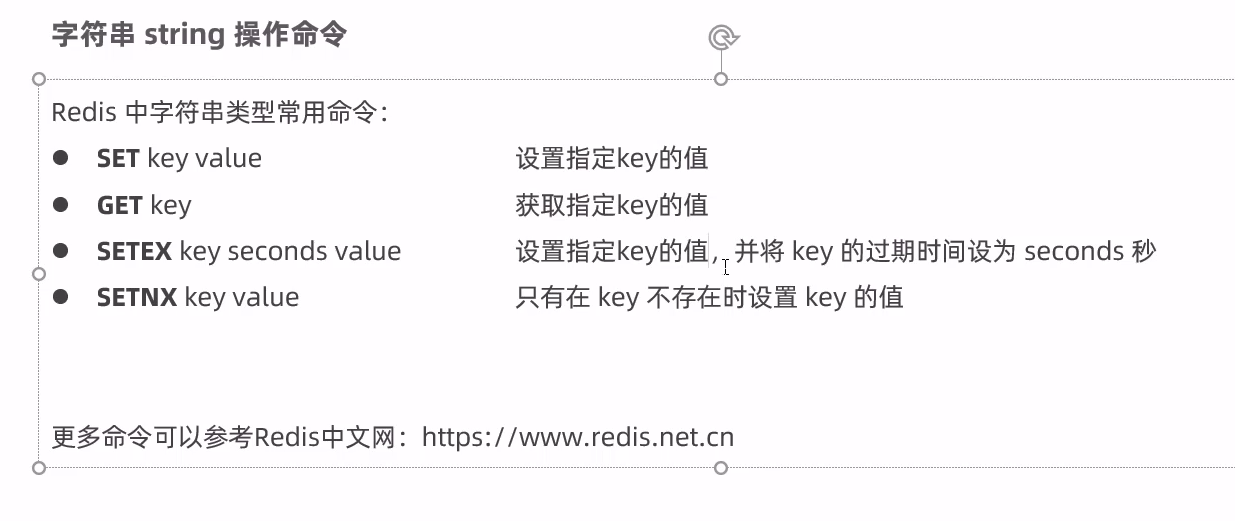 字符串 string 操作命令
Redis 中字符串类型常用命令：
● SET key value 设置指定key的值
● GET key 获取指定key的值
● SETEX key seconds value 设置指定key的值，并将 key 的过期时间设为 seconds 秒
● SETNX key value 只有在 key 不存在时设置 key 的值
更多命令可以参考Redis中文网：https://www.redis.net.cn